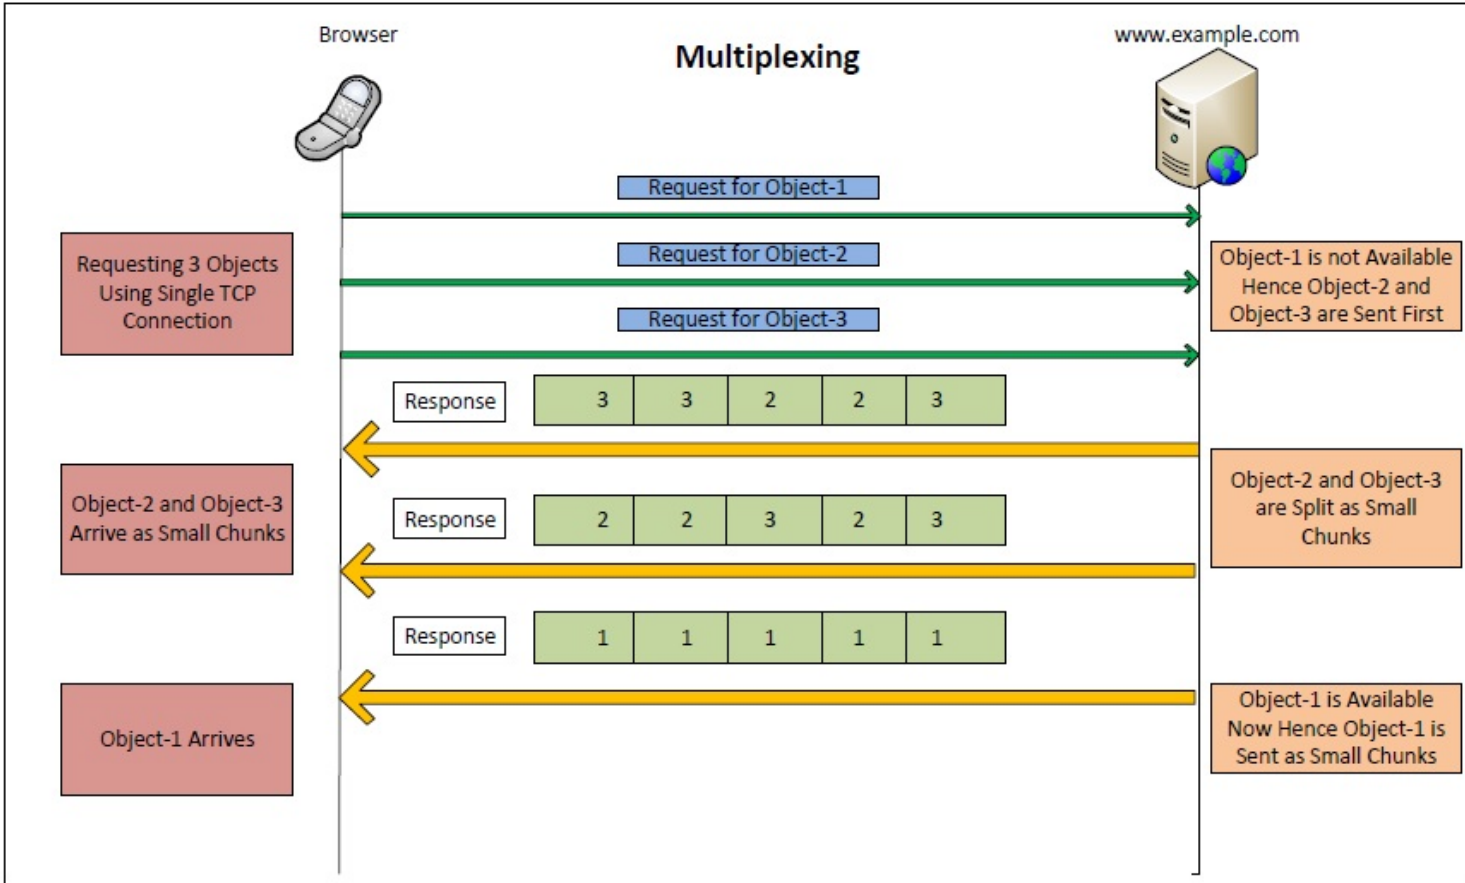 Browser
Multiplexing
www.example.com
Request for Object-1
Requesting 3 Objects
Using Single TCP
Connection
Request for Object-2
Request for Object-3
Object-1 is not Available
Hence Object-2 and
Object-3 are Sent First
Response
3 3 2 2 3
Object-2 and Object-3
Arrive as Small Chunks
Response
2 2 3 2 3
Object-2 and Object-3
are Split as Small
Chunks
Response
1 1 1 1 1
Object-1 Arrives
Object-1 is Available
Now Hence Object-1 is
Sent as Small Chunks